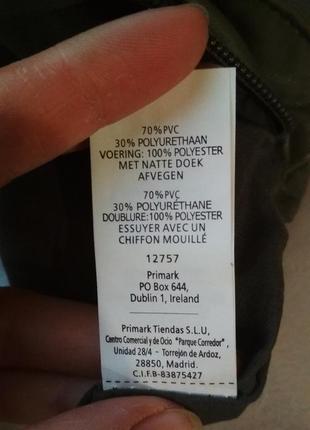 70%PVC
30% POLYURETHAAN
VOERING: 100% POLYESTER
MET NATTE DOEK
AFVEGEN
70%PVC
30% POLYURÉTHANE
DOUBLURE:100% POLYESTER
ESSUYER AVEC UN
CHIFFON MOUILLÉ
12757
Primark
PO Box 644,
Dublin 1, Ireland
Primark Tiendas S.L.U,
Centro Comercial y de Ocio "Parque Corredor",
Unidad 28/4 - Torrejón de Ardoz,
28850, Madrid.
C.I.F.B-83875427